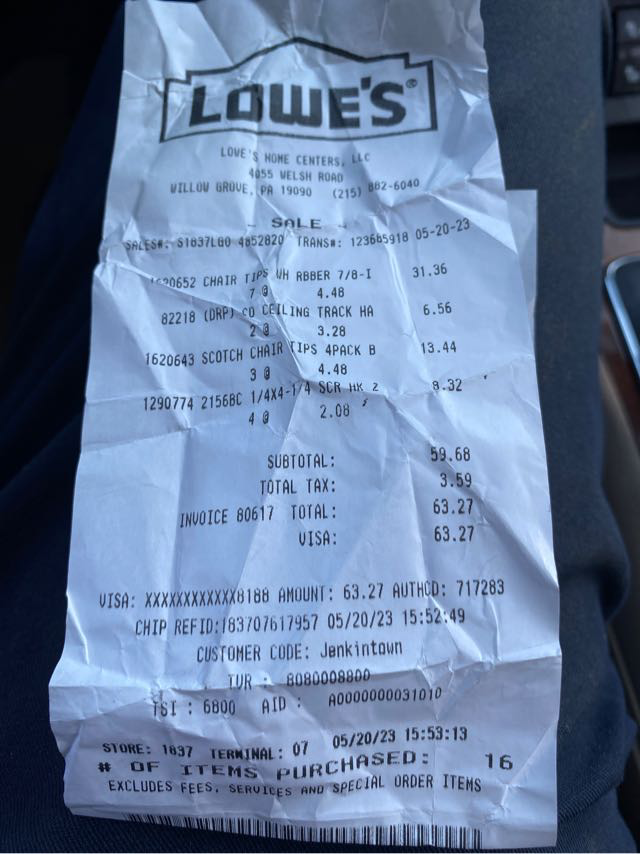 LOWE'S®
LOWE'S HOME CENTERS, LLC
4055 WELSH ROAD
WILLOW GROVE, PA 19090 (215) 882-6040
- SALE -
SALES#: S1837LG0 4852820 TRANS#: 123685918 05-20-23
CHAIR TIPS WH RBBER 7/8-I 31.36
7 @ 4.48
82218 (DRP) CO CEILING TRACK HA 6.56
2 @ 3.28
1620643 SCOTCH CHAIR TIPS 4PACK B 13.44
3 @ 4.48
1290774 2156BC 1/4X4-1/4 SCR HK 2 8.32
4 @ 2.08
SUBTOTAL: 59.68
TOTAL TAX: 3.59
INVOICE 80617 TOTAL: 63.27
VISA: 63.27
VISA: XXXXXXXXXXXX8188 AMOUNT: 63.27 AUTHCD: 717283
CHIP REFID:183707617957 05/20/23 15:52:49
CUSTOMER CODE: Jenkintown
TVR : 8080008800
TSI : 6800 AID : A0000000031010
STORE: 1837 TERMINAL: 07 05/20/23 15:53:13
# OF ITEMS PURCHASED: 16
EXCLUDES FEES, SERVICES AND SPECIAL ORDER ITEMS